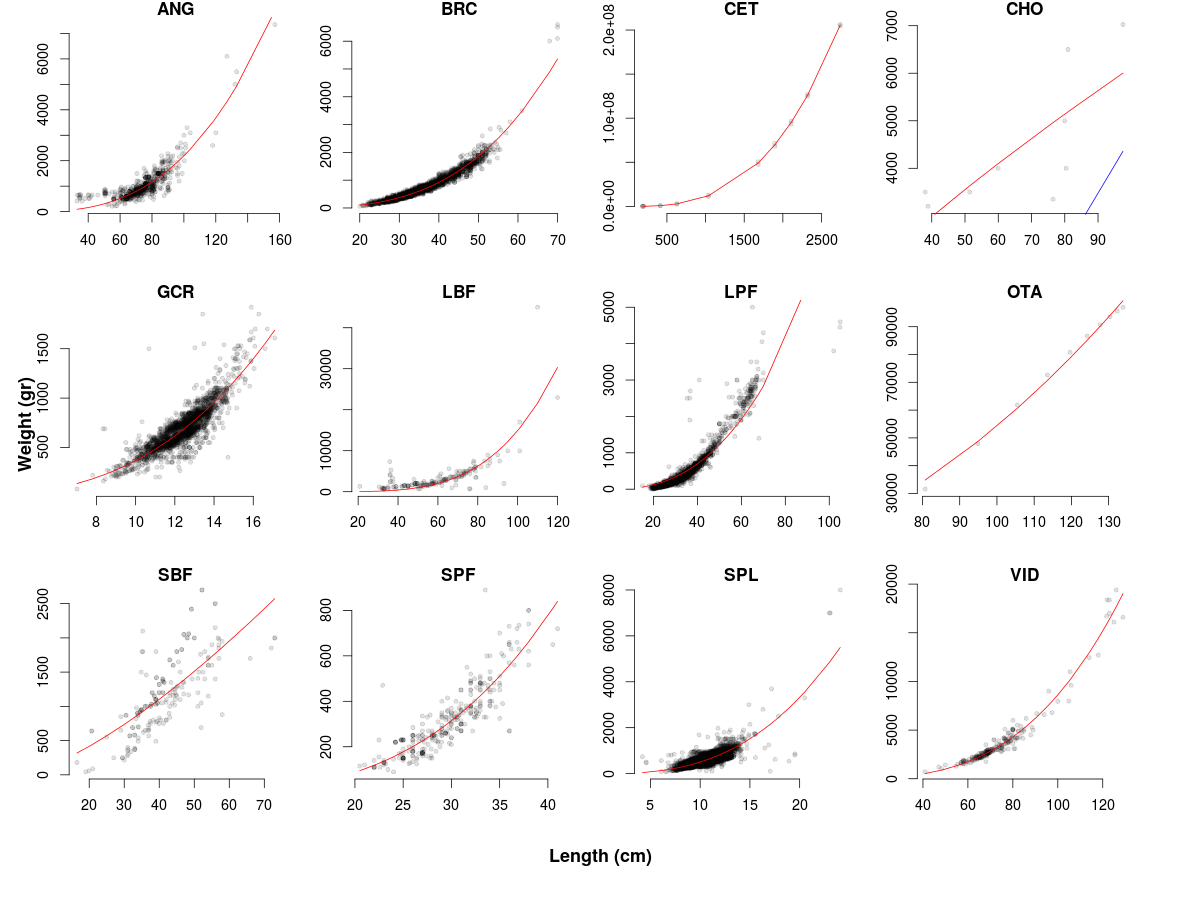 ANG BRC CET CHO
0 2000 4000 6000
40 60 80 120 160
0 2000 4000 6000
20 30 40 50 60 70
0.0e+00 1.0e+08 2.0e+08
500 1500 2500
4000 5000 6000 7000
40 50 60 70 80 90
GCR LBF LPF OTA
Weight (gr)
500 1000 1500
8 10 12 14 16
0 10000 30000
20 40 60 80 100 120
0 1000 3000 5000
20 40 60 80 100
30000 50000 70000 90000
80 90 100 110 120 130
SBF SPF SPL VID
0 500 1500 2500
20 30 40 50 60 70
200 400 600 800
20 25 30 35 40
0 2000 4000 6000 8000
5 10 15 20
0 5000 10000 20000
40 60 80 100 120
Length (cm)